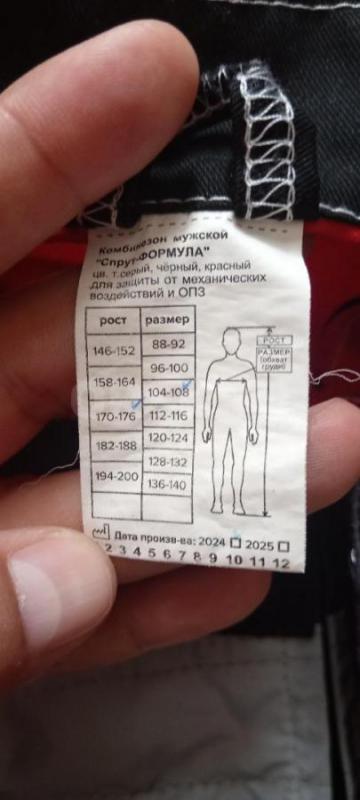 Комбинезон мужской
"Спрут-ФОРМУЛА"
цв. т.серый, чёрный, красный
для защиты от механических
воздействий и ОПЗ
рост размер
146-152 88-92
158-164 96-100
170-176 104-108
182-188 112-116
194-200 120-124
128-132
136-140
РОСТ
РАЗМЕР
(обхват
груди)
Дата произв-ва: 2024 2025
2 3 4 5 6 7 8 9 10 11 12